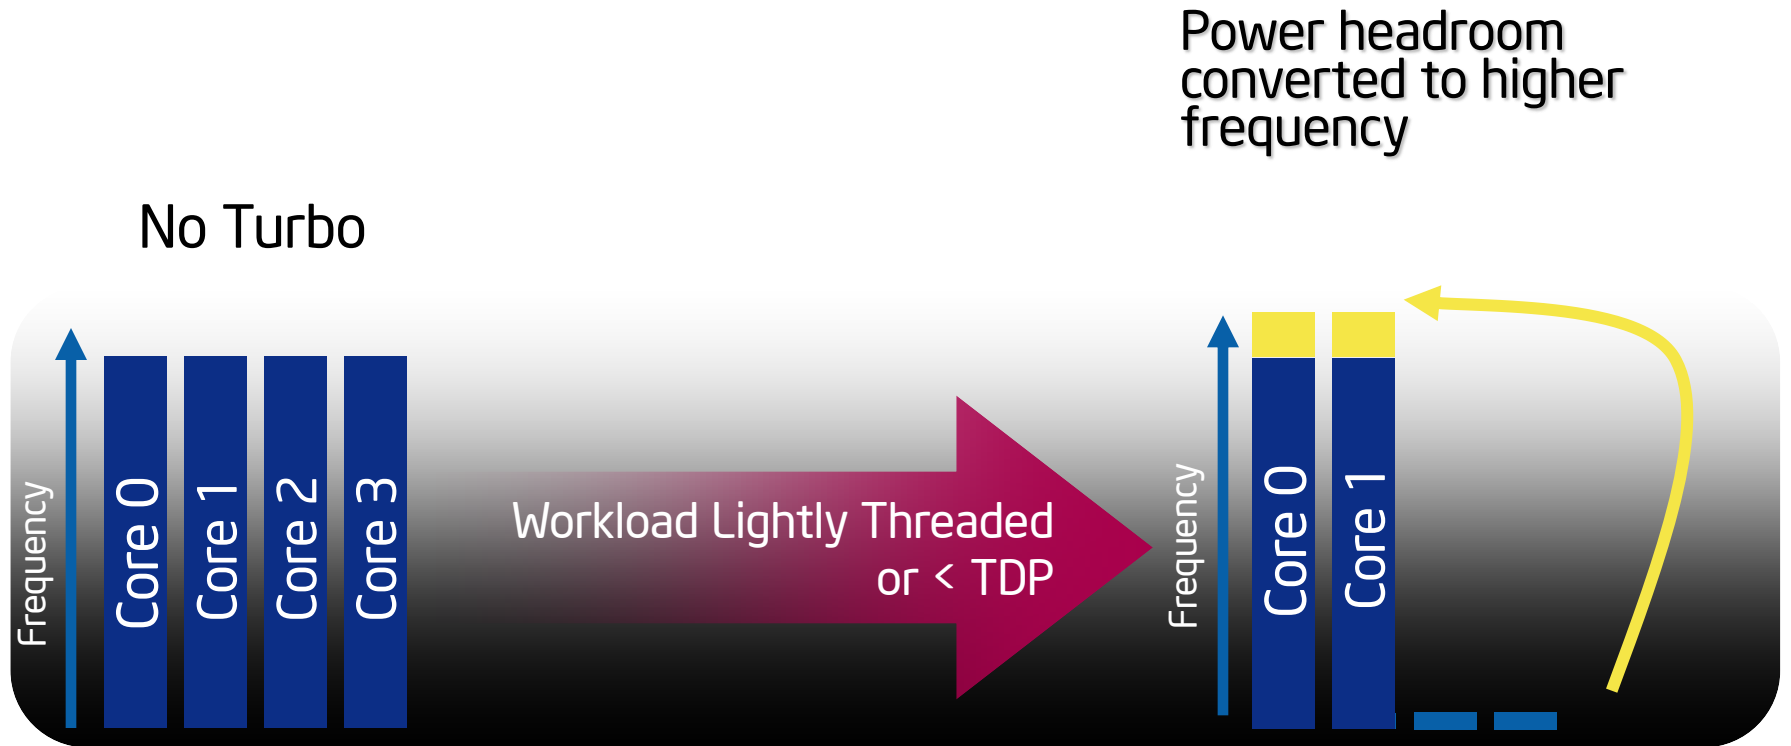 Power headroom
converted to higher
frequency
No Turbo
Frequency
Core 0
Core 1
Core 2
Core 3
Workload Lightly Threaded
or < TDP
Frequency
Core 0
Core 1